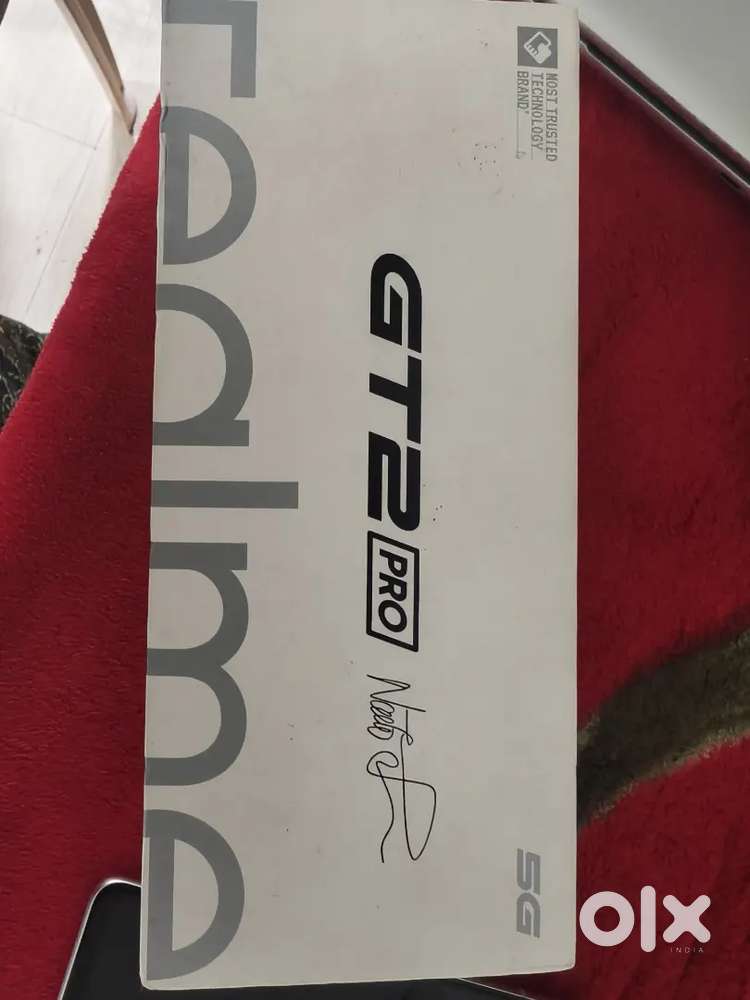 realme
MOST TRUSTED
TECHNOLOGY
BRAND*
GT2 PRO
5G
olx
INDIA